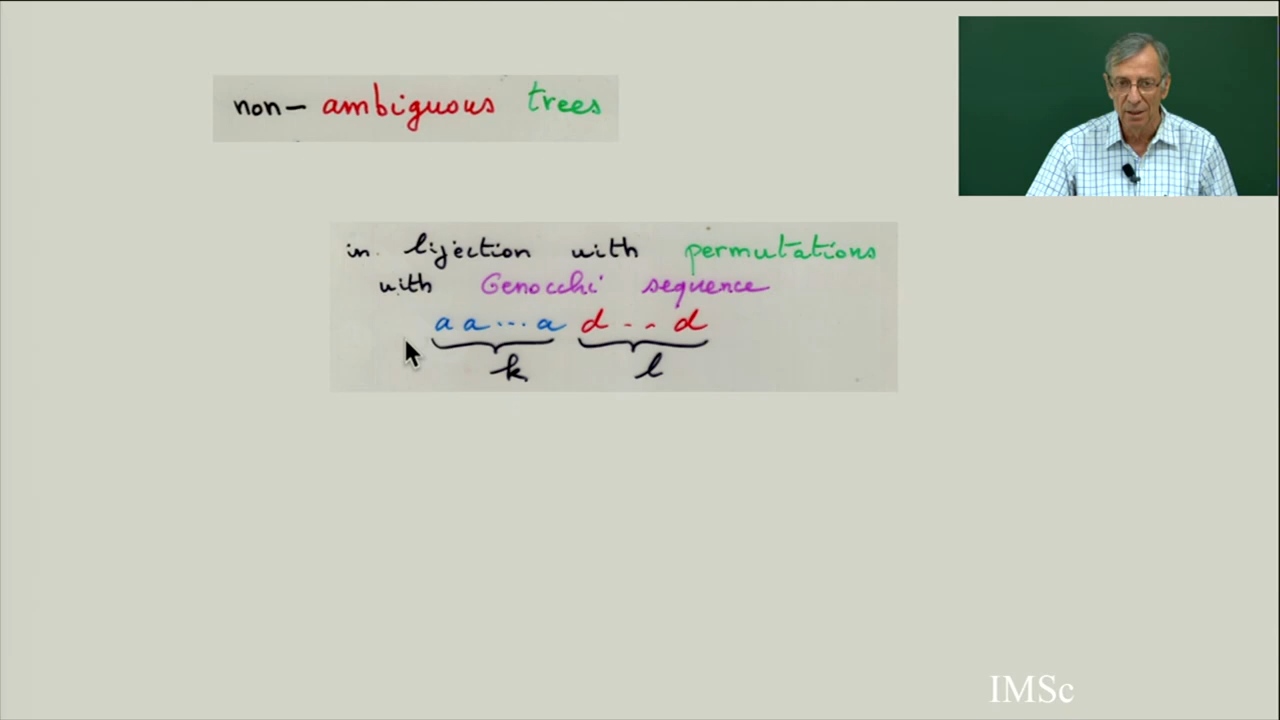 non-ambiguous trees
in bijection with permutations
with Genocchi sequence
a a ... a d .. d
k l
IMSc